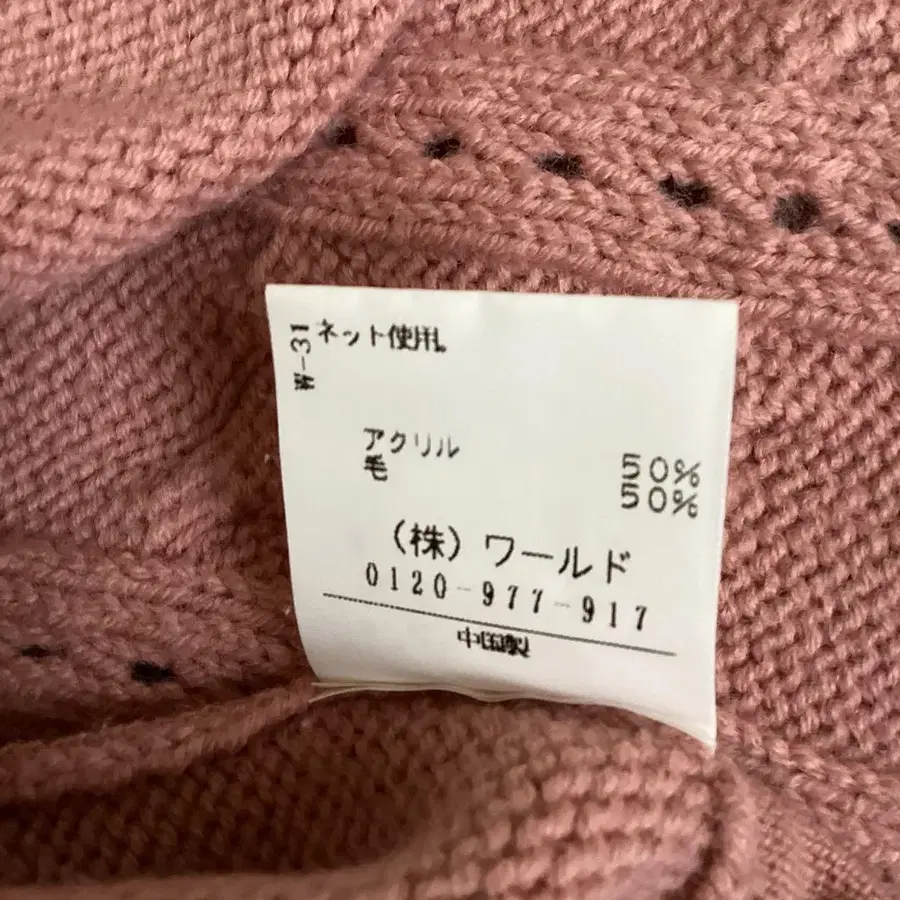 W-31
ネット使用。
アクリル 50%
毛 50%
(株)ワールド
0120-977-917
中国製